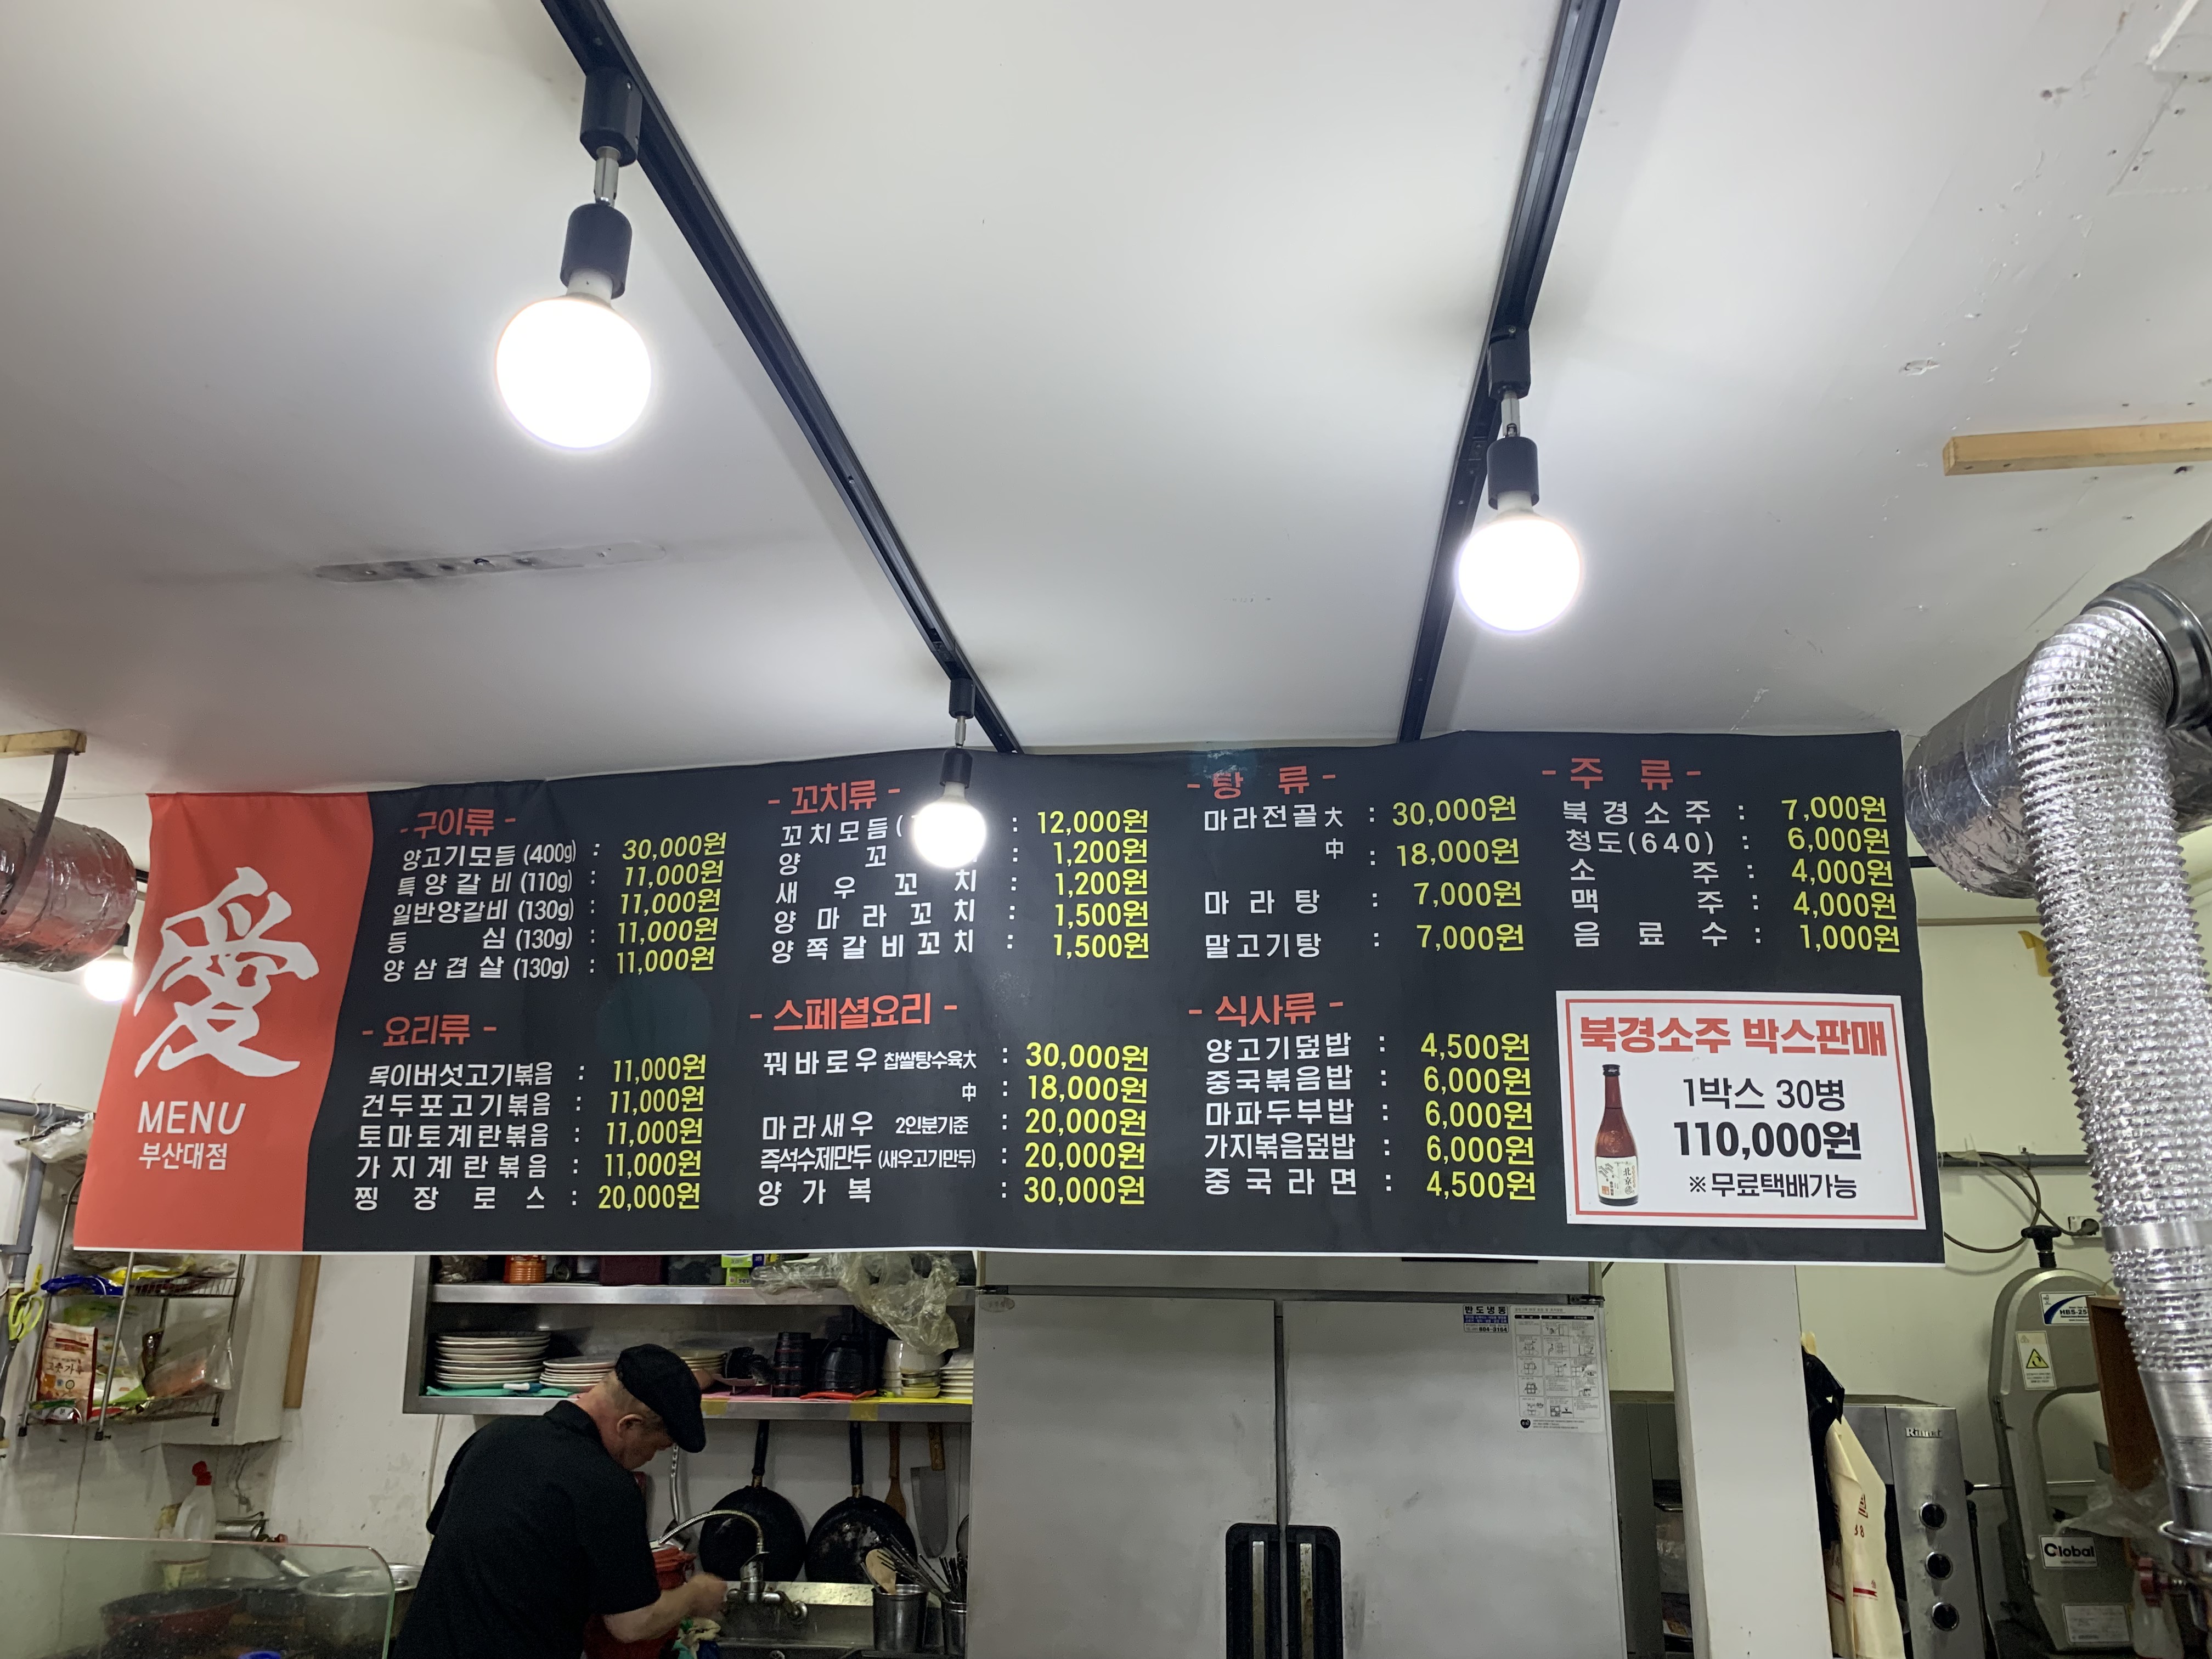 愛
MENU
부산대점
- 구이류 -
양고기모듬 (400g) : 30,000원
특양갈비 (110g) : 11,000원
일반양갈비 (130g) : 11,000원
등심 (130g) : 11,000원
양삼겹살 (130g) : 11,000원
- 요리류 -
목이버섯고기볶음 : 11,000원
건두포고기볶음 : 11,000원
토마토계란볶음 : 11,000원
가지계란볶음 : 11,000원
찡장로스 : 20,000원
- 꼬치류 -
꼬치모듬( : 12,000원
양꼬치 : 1,200원
새우꼬치 : 1,200원
양마라꼬치 : 1,500원
양쪽갈비꼬치 : 1,500원
- 스페셜요리 -
꿔바로우 찹쌀탕수육大 : 30,000원
中 : 18,000원
마라새우 2인분기준 : 20,000원
즉석수제만두 (새우고기만두) : 20,000원
양가복 : 30,000원
- 탕류 -
마라전골大 : 30,000원
中 : 18,000원
마라탕 : 7,000원
말고기탕 : 7,000원
- 식사류 -
양고기덮밥 : 4,500원
중국볶음밥 : 6,000원
마파두부밥 : 6,000원
가지볶음덮밥 : 6,000원
중국라면 : 4,500원
- 주류 -
북경소주 : 7,000원
청도(640) : 6,000원
소주 : 4,000원
맥주 : 4,000원
음료수 : 1,000원
북경소주 박스판매
1박스 30병
110,000원
※무료택배가능
北京
고춧가루
반도냉동
Rinnai
HBS-25
Global